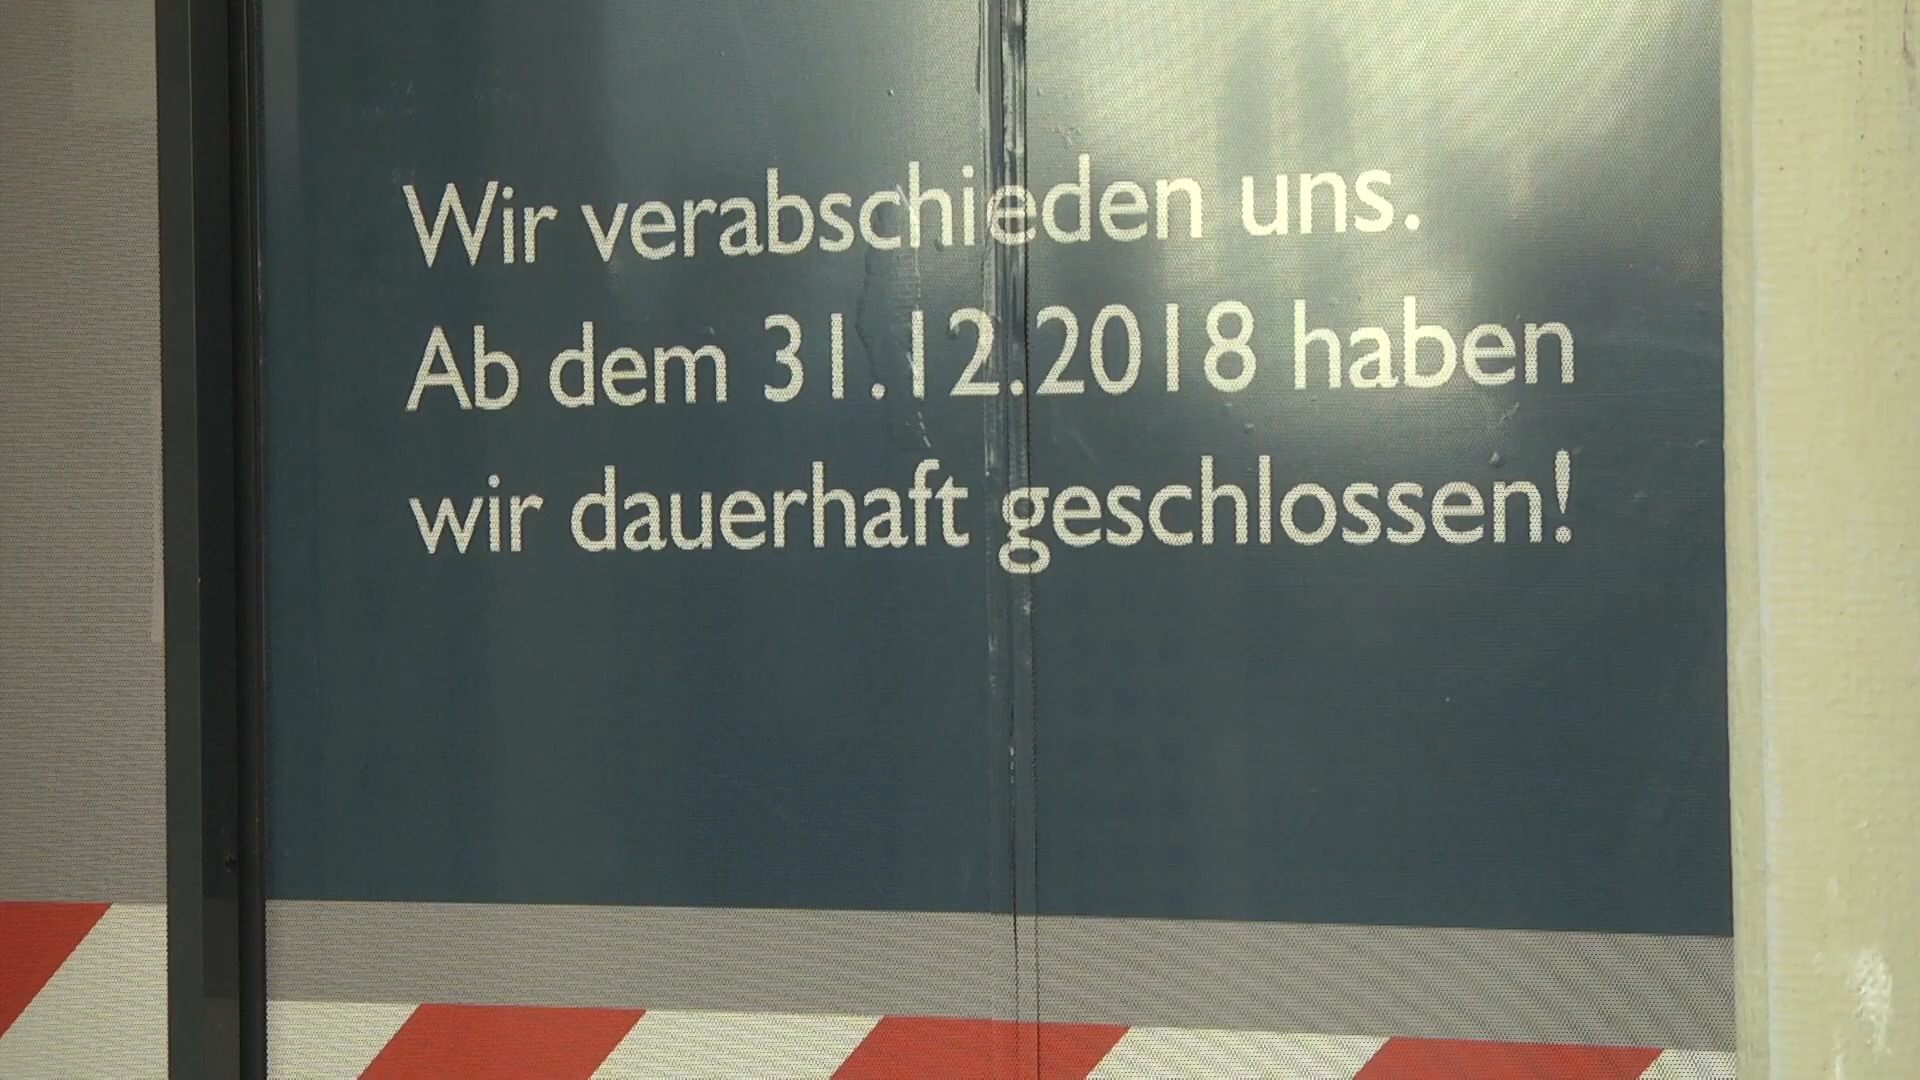 Wir verabschieden uns.
Ab dem 31.12.2018 haben
wir dauerhaft geschlossen!